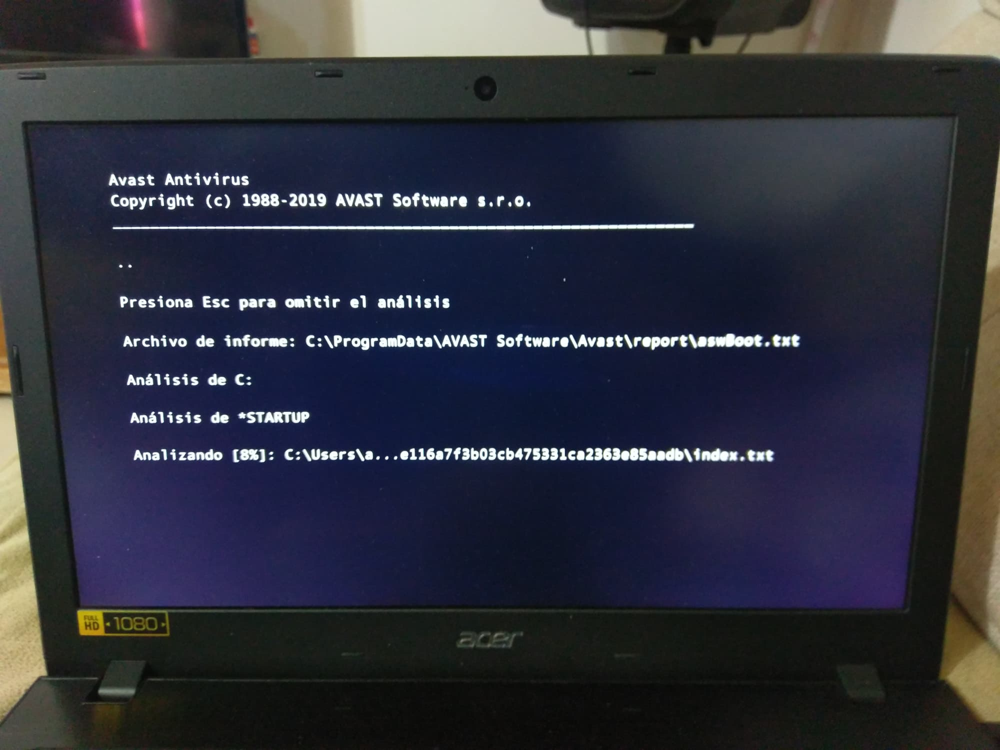 Avast Antivirus
Copyright (c) 1988-2019 AVAST Software s.r.o.
..
Presiona Esc para omitir el análisis
Archivo de informe: C:\ProgramData\AVAST Software\Avast\report\aswBoot.txt
Análisis de C:
Análisis de *STARTUP
Analizando [8%]: C:\Users\a...e116a7f3b03cb475331ca2363e85aadb\index.txt
FULL HD 1080
acer